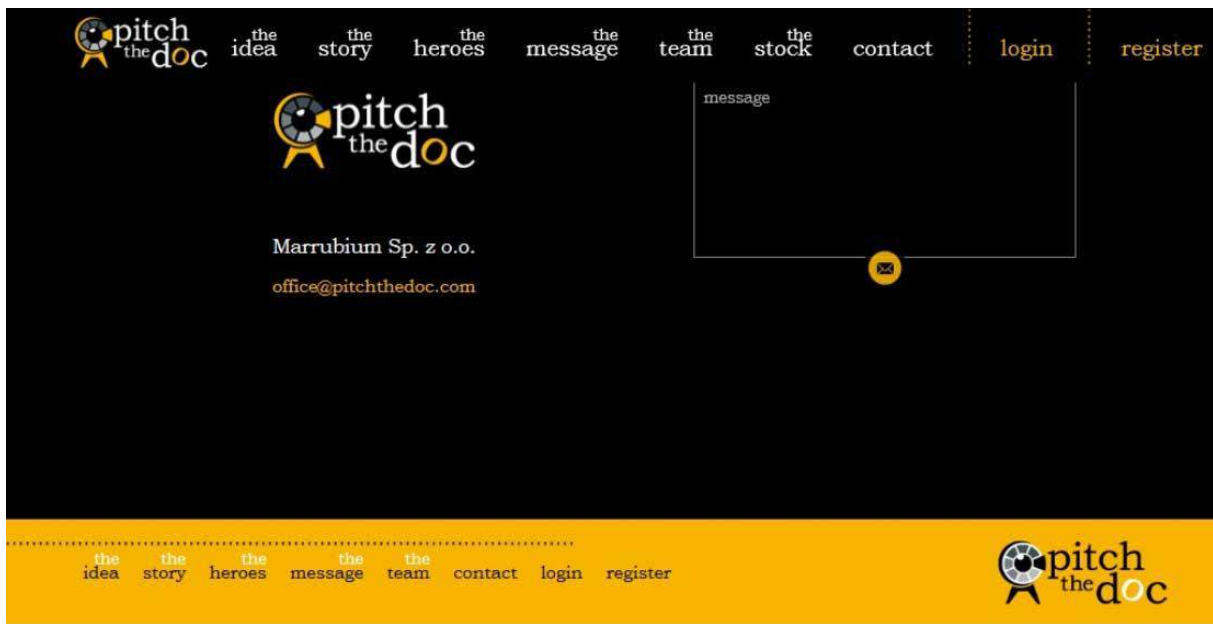 pitch
the doc
the idea
the story
the heroes
the message
the team
the stock
contact
login
register
pitch
the doc
message
Marrubium Sp. z o.o.
office@pitchthedoc.com
the idea
the story
the heroes
the message
the team
contact
login
register
pitch
the doc